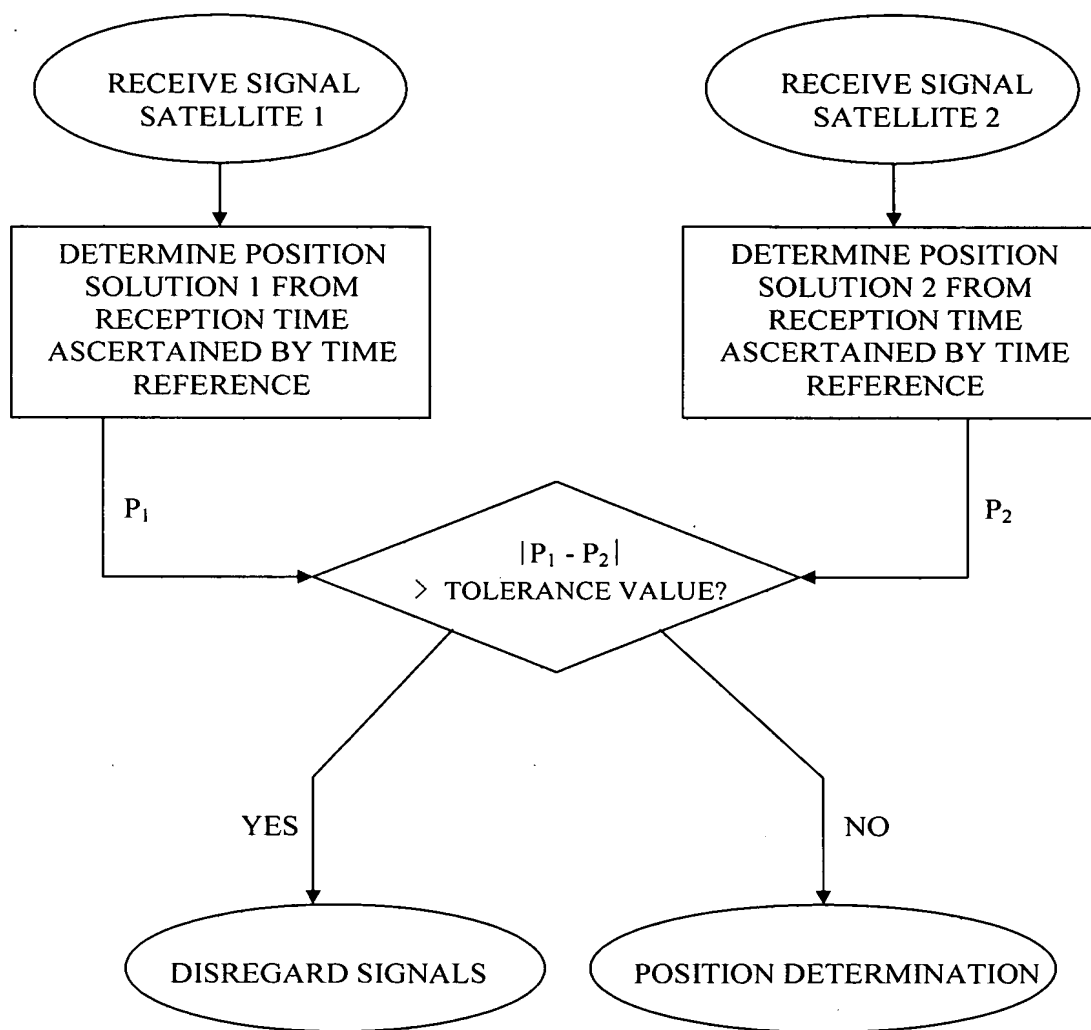 RECEIVE SIGNAL
SATELLITE 1
RECEIVE SIGNAL
SATELLITE 2
DETERMINE POSITION
SOLUTION 1 FROM
RECEPTION TIME
ASCERTAINED BY TIME
REFERENCE
DETERMINE POSITION
SOLUTION 2 FROM
RECEPTION TIME
ASCERTAINED BY TIME
REFERENCE
P₁
P₂
|P₁ - P₂|
> TOLERANCE VALUE?
YES
NO
DISREGARD SIGNALS
POSITION DETERMINATION